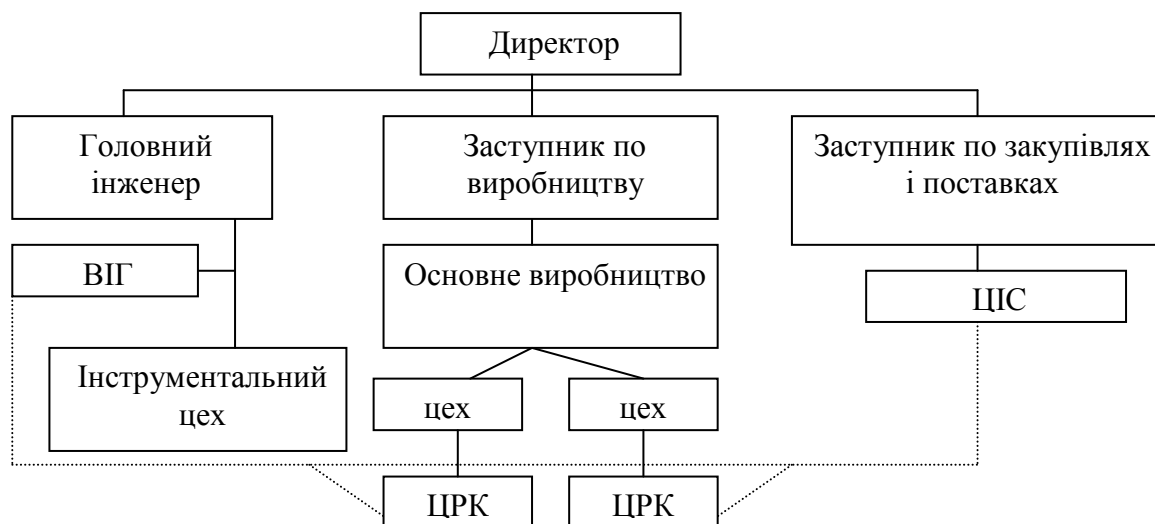 Директор
Головний
інженер
Заступник по
виробництву
Заступник по закупівлях
і поставках
ВІГ
Основне виробництво
ЦІС
Інструментальний
цех
цех
цех
ЦРК
ЦРК